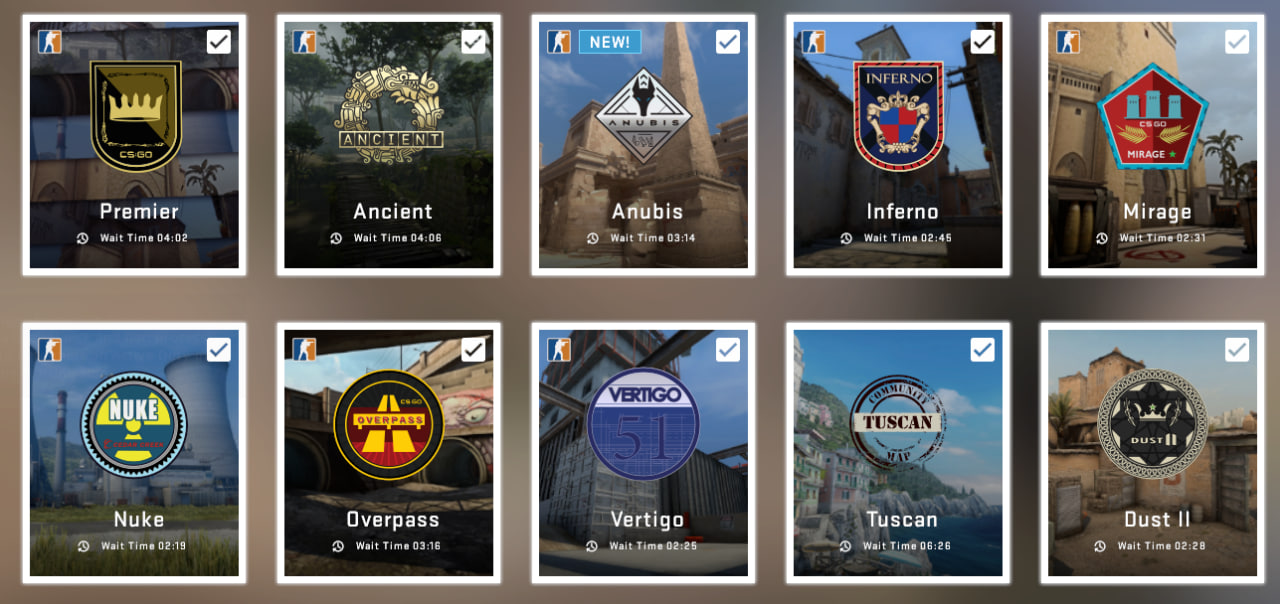 CS:GO
Premier
Wait Time 04:02
ANCIENT
Ancient
Wait Time 04:06
NEW!
ANUBIS
Anubis
Wait Time 03:14
INFERNO
Inferno
Wait Time 02:45
CS GO
MIRAGE
Mirage
Wait Time 02:31
NUKE
CEDAR CREEK
Nuke
Wait Time 02:19
CS:GO
OVERPASS
Overpass
Wait Time 03:16
VERTIGO
51
Vertigo
Wait Time 02:25
COMMUNITY
TUSCAN
MAP
Tuscan
Wait Time 06:26
DUST II
Dust II
Wait Time 02:28